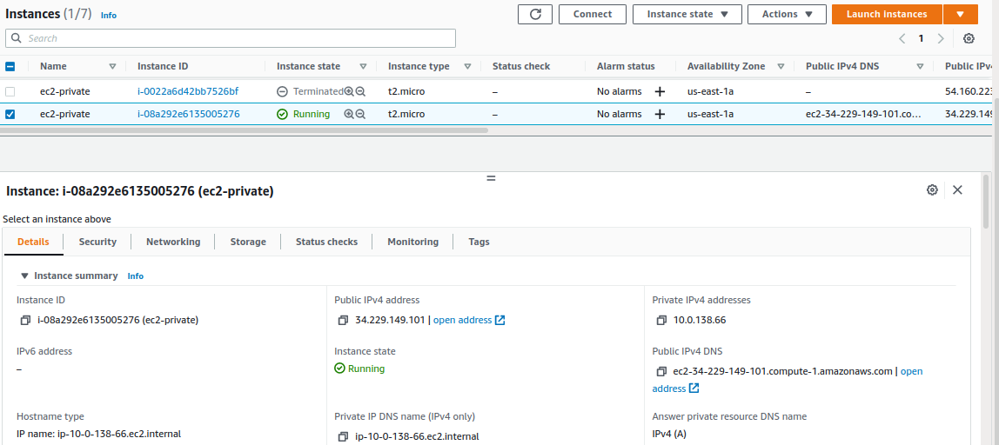 Instances (1/7) Info Connect Instance state Actions Launch instances
Search 1
Name Instance ID Instance state Instance type Status check Alarm status Availability Zone Public IPv4 DNS Public IPv
ec2-private i-0022a6d42bb7526bf Terminated t2.micro – No alarms + us-east-1a – 54.160.223
ec2-private i-08a292e6135005276 Running t2.micro – No alarms + us-east-1a ec2-34-229-149-101.co... 34.229.149
Instance: i-08a292e6135005276 (ec2-private)
Select an instance above
Details Security Networking Storage Status checks Monitoring Tags
Instance summary Info
Instance ID Public IPv4 address Private IPv4 addresses
i-08a292e6135005276 (ec2-private) 34.229.149.101 | open address 10.0.138.66
IPv6 address Instance state Public IPv4 DNS
– Running ec2-34-229-149-101.compute-1.amazonaws.com | open
address
Hostname type Private IP DNS name (IPv4 only) Answer private resource DNS name
IP name: ip-10-0-138-66.ec2.internal ip-10-0-138-66.ec2.internal IPv4 (A)